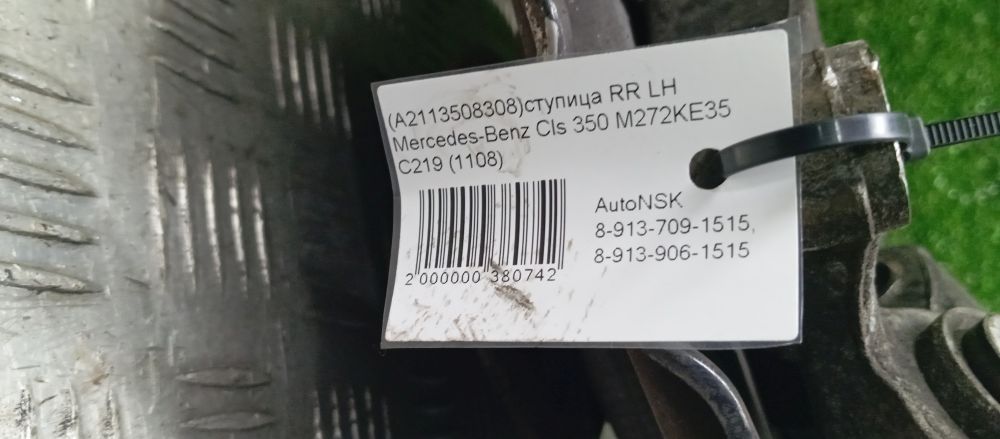 (A2113508308)ступица RR LH
Mercedes-Benz Cls 350 M272KE35
C219 (1108)
AutoNSK
8-913-709-1515,
8-913-906-1515
2 000000 380742